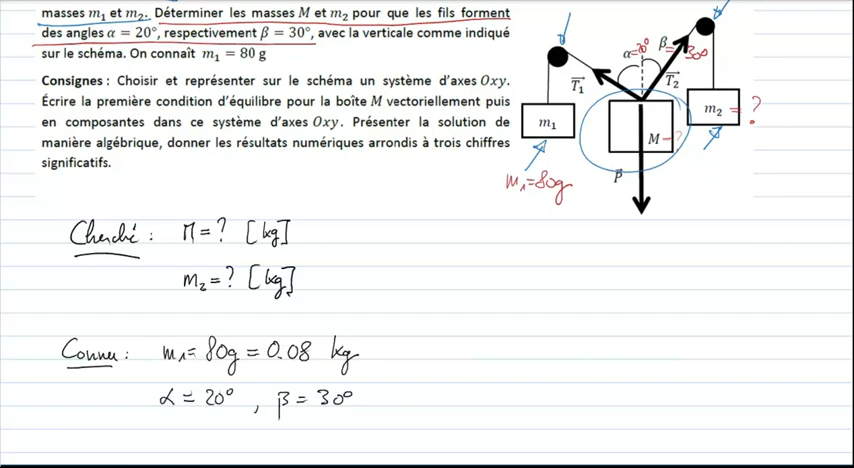 masses m₁ et m₂. Déterminer les masses M et m₂ pour que les fils forment
des angles α = 20°, respectivement β = 30°, avec la verticale comme indiqué
sur le schéma. On connaît m₁ = 80 g
Consignes : Choisir et représenter sur le schéma un système d'axes Oxy.
Écrire la première condition d'équilibre pour la boîte M vectoriellement puis
en composantes dans ce système d'axes Oxy. Présenter la solution de
manière algébrique, donner les résultats numériques arrondis à trois chiffres
significatifs.
α=20°
β=
30°
T₁
T₂
m₁
m₂ = ?
M = ?
P
m₁=80g
Cherché : M = ? [kg]
m₂ = ? [kg]
Connu : m₁ = 80g = 0.08 kg
α = 20° , β = 30°